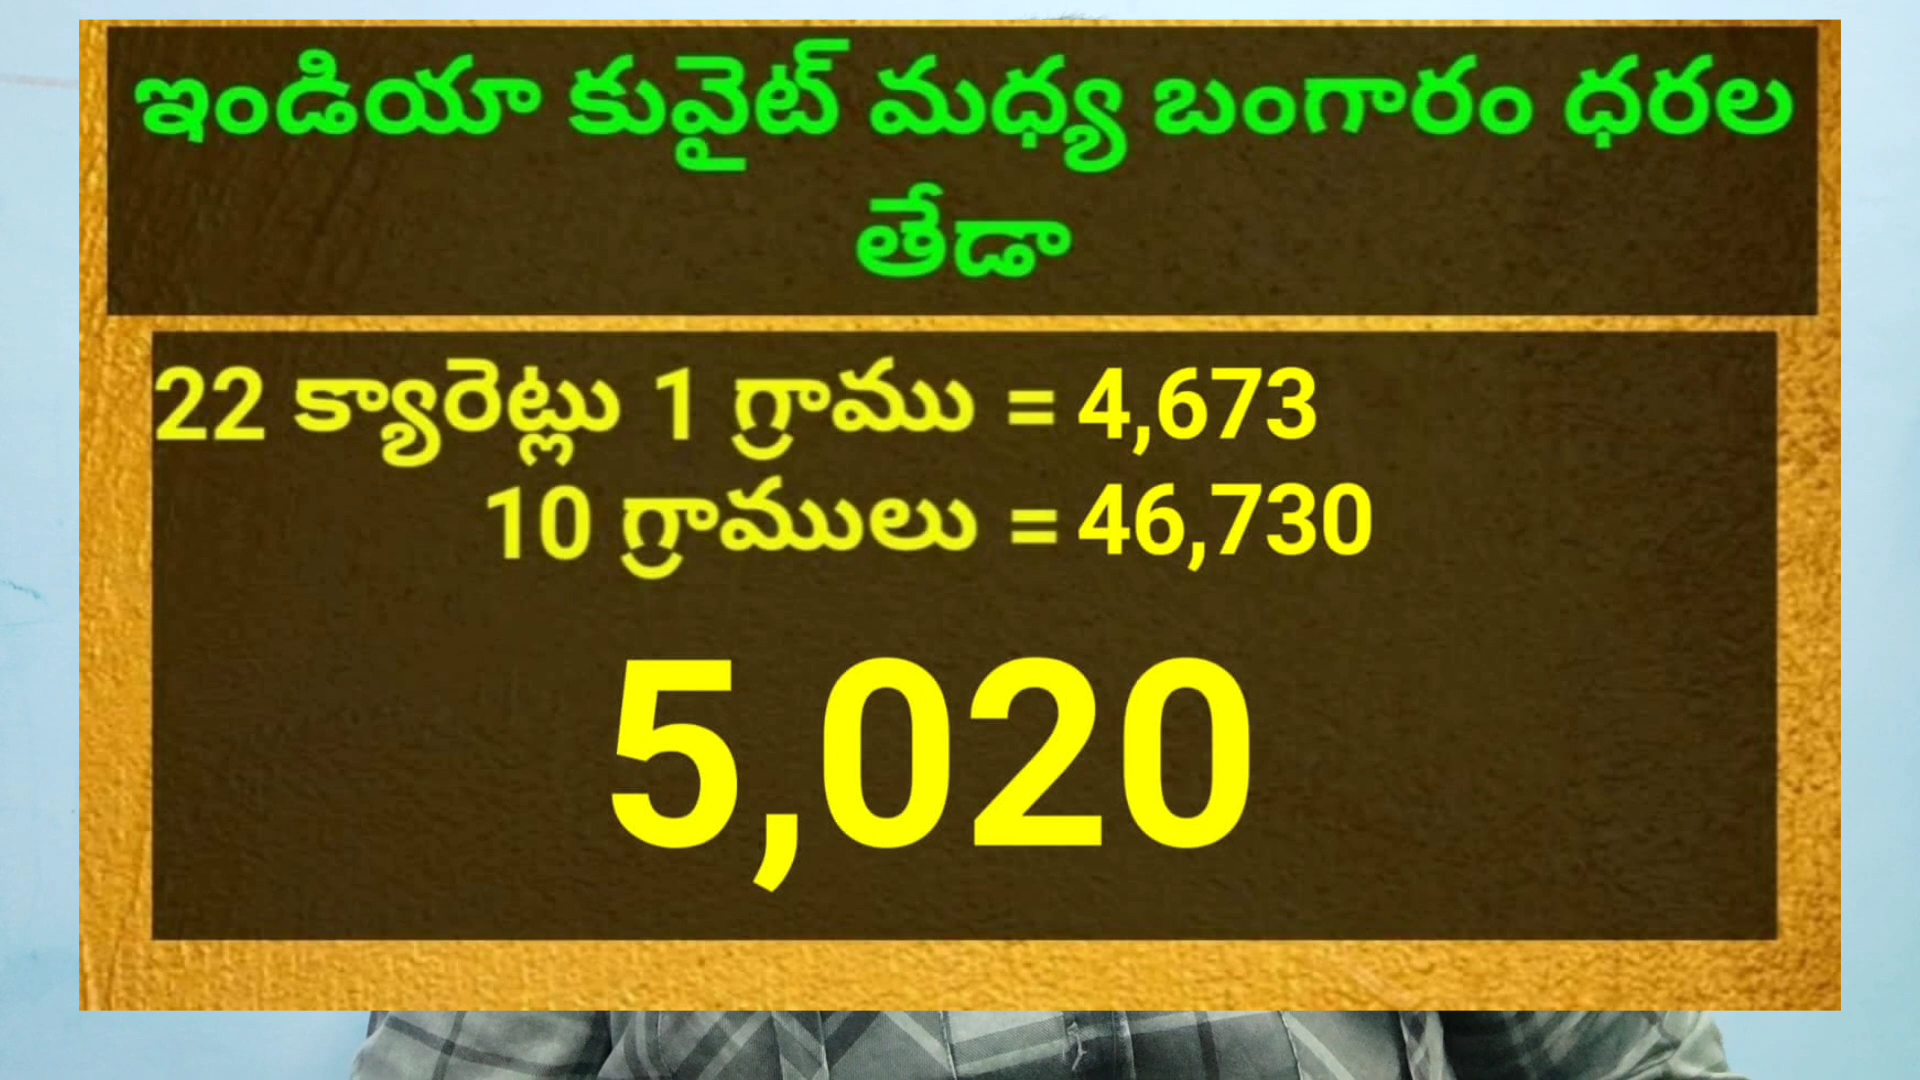 ఇండియా కువైట్ మధ్య బంగారం ధరల
తేడా
22 క్యారెట్లు 1 గ్రాము = 4,673
10 గ్రాములు = 46,730
5,020